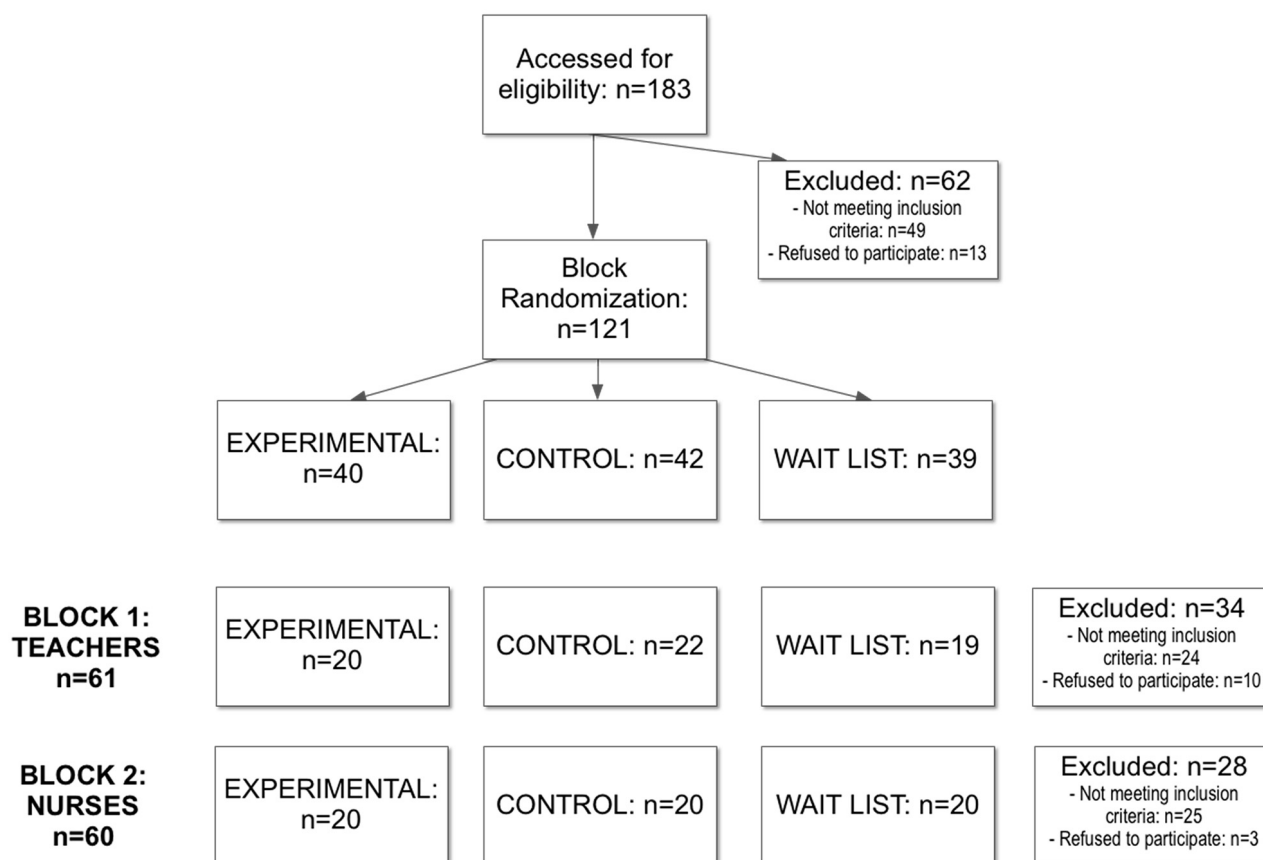 Accessed for
eligibility: n=183
Excluded: n=62
- Not meeting inclusion
criteria: n=49
- Refused to participate: n=13
Block
Randomization:
n=121
EXPERIMENTAL:
n=40
CONTROL: n=42
WAIT LIST: n=39
BLOCK 1:
TEACHERS
n=61
EXPERIMENTAL:
n=20
CONTROL: n=22
WAIT LIST: n=19
Excluded: n=34
- Not meeting inclusion
criteria: n=24
- Refused to participate: n=10
BLOCK 2:
NURSES
n=60
EXPERIMENTAL:
n=20
CONTROL: n=20
WAIT LIST: n=20
Excluded: n=28
- Not meeting inclusion
criteria: n=25
- Refused to participate: n=3